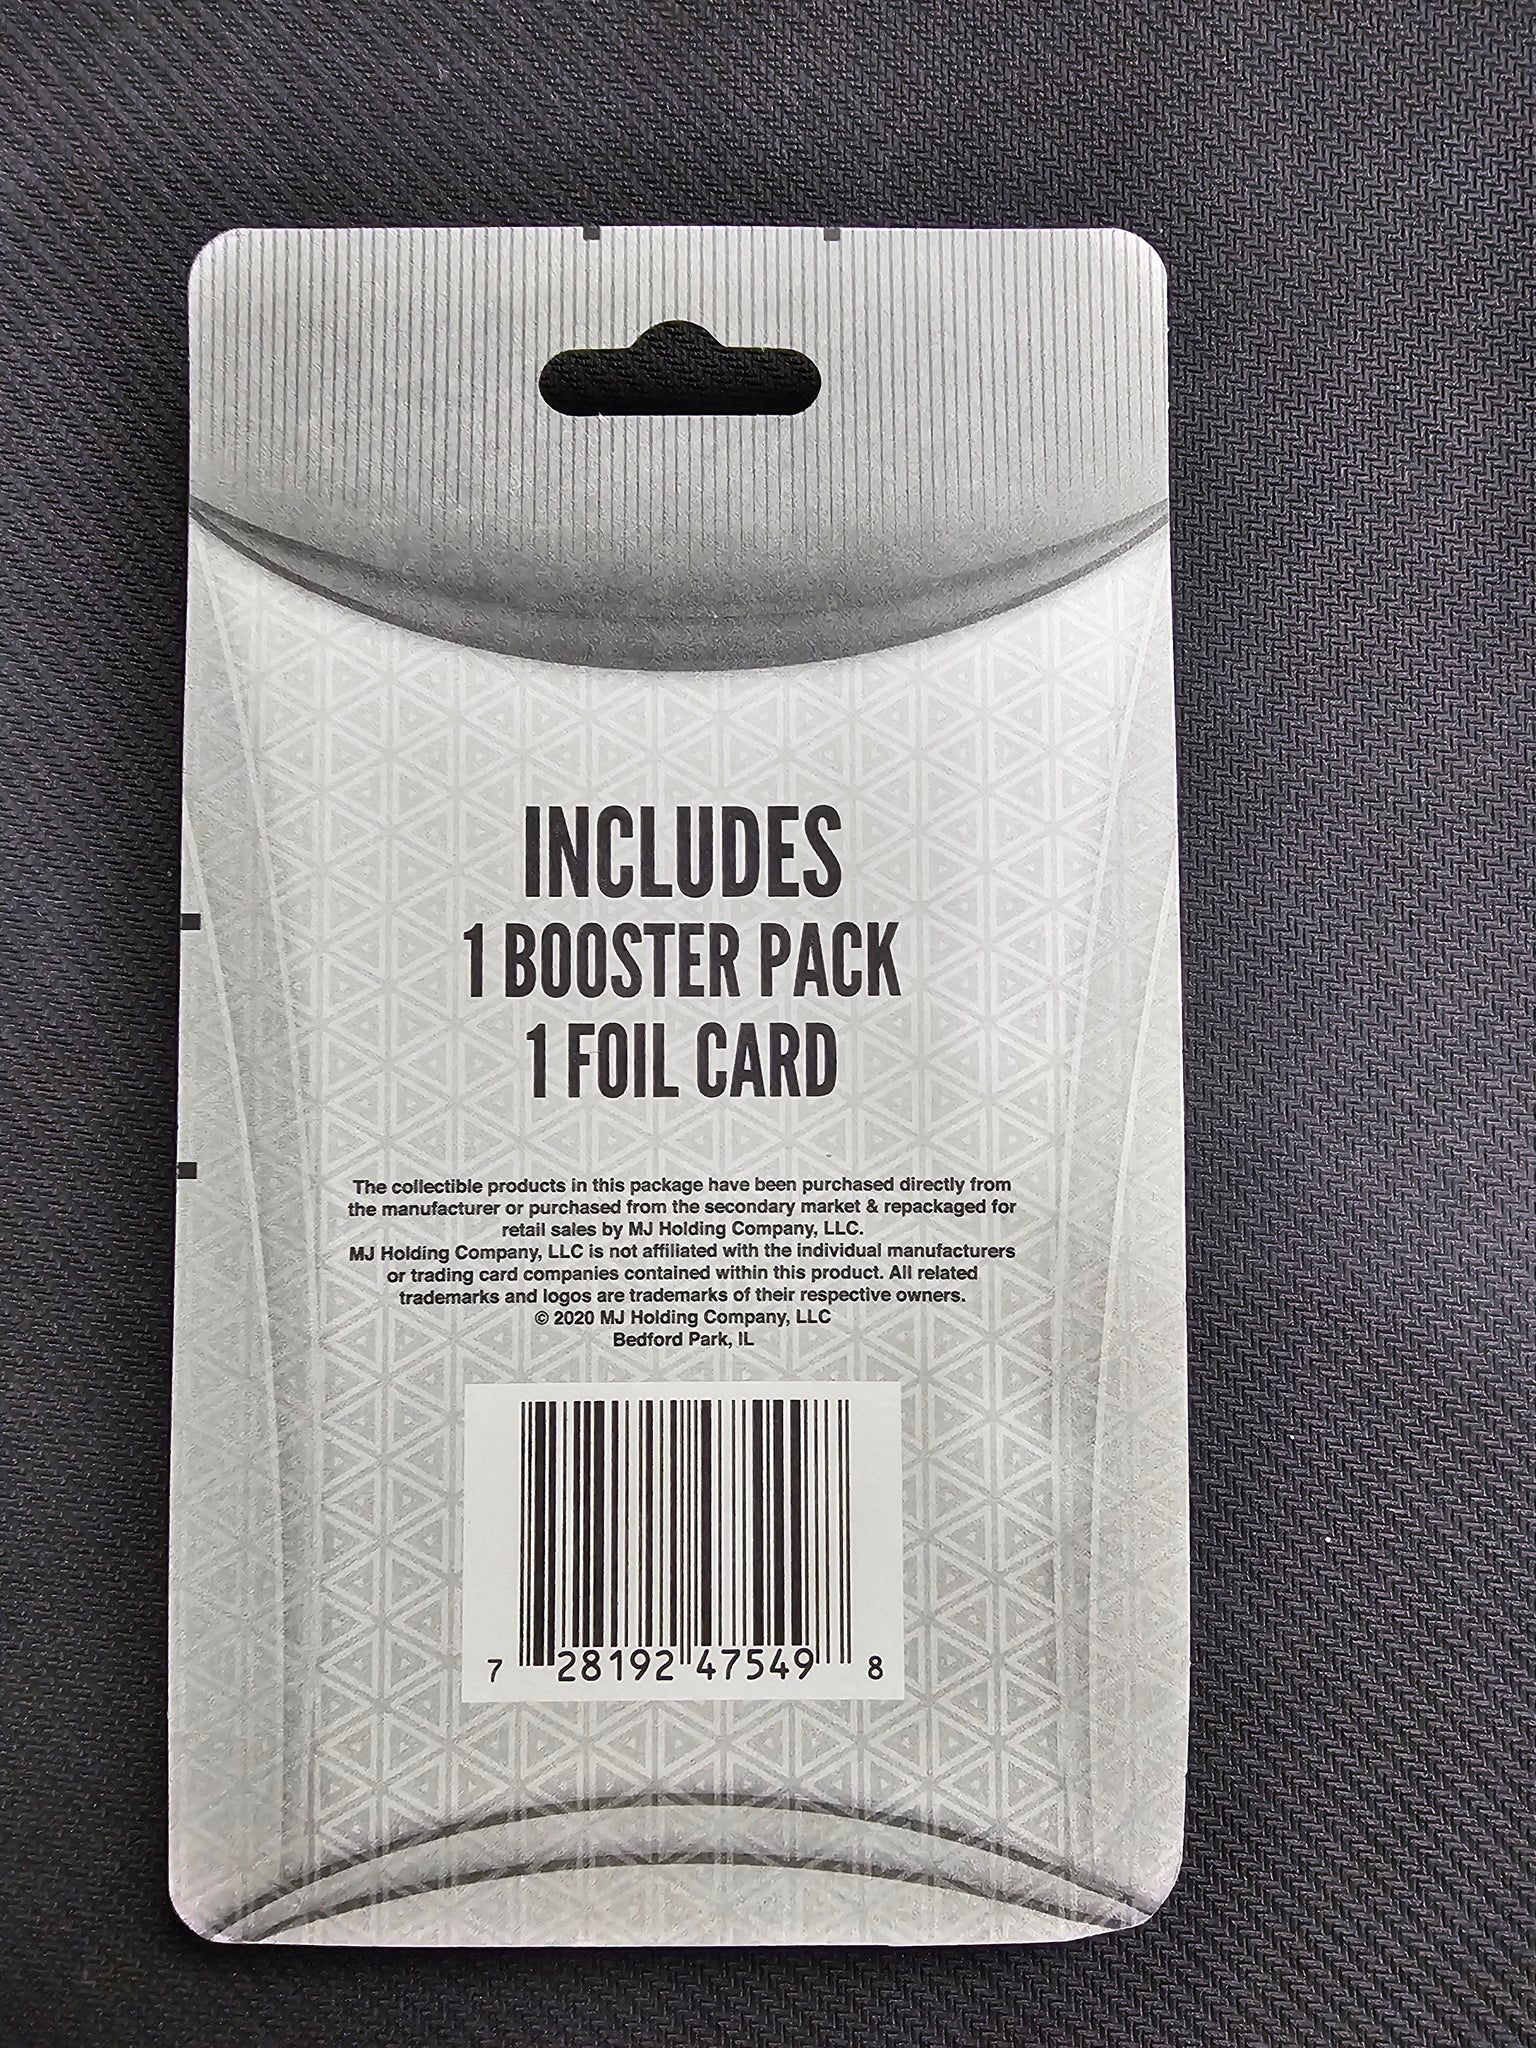 INCLUDES
1 BOOSTER PACK
1 FOIL CARD
The collectible products in this package have been purchased directly from
the manufacturer or purchased from the secondary market & repackaged for
retail sales by MJ Holding Company, LLC.
MJ Holding Company, LLC is not affiliated with the individual manufacturers
or trading card companies contained within this product. All related
trademarks and logos are trademarks of their respective owners.
© 2020 MJ Holding Company, LLC
Bedford Park, IL
7 28192 47549 8